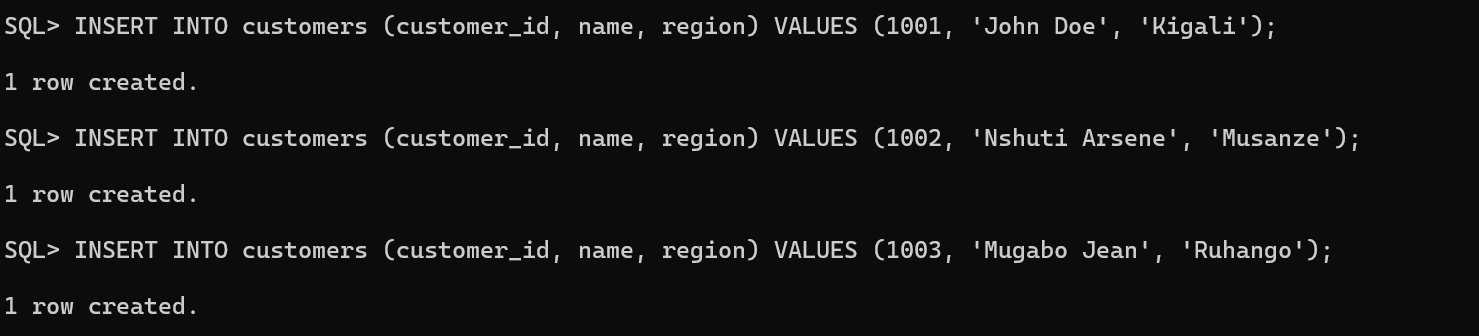 SQL> INSERT INTO customers (customer_id, name, region) VALUES (1001, 'John Doe', 'Kigali');
1 row created.
SQL> INSERT INTO customers (customer_id, name, region) VALUES (1002, 'Nshuti Arsene', 'Musanze');
1 row created.
SQL> INSERT INTO customers (customer_id, name, region) VALUES (1003, 'Mugabo Jean', 'Ruhango');
1 row created.